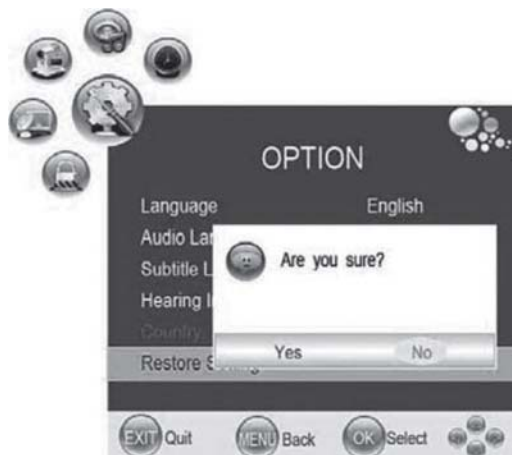 OPTION
Language English
Audio Lan
Subtitle L
Hearing I
Country
Restore S
Are you sure?
Yes No
EXIT Quit MENU Back OK Select